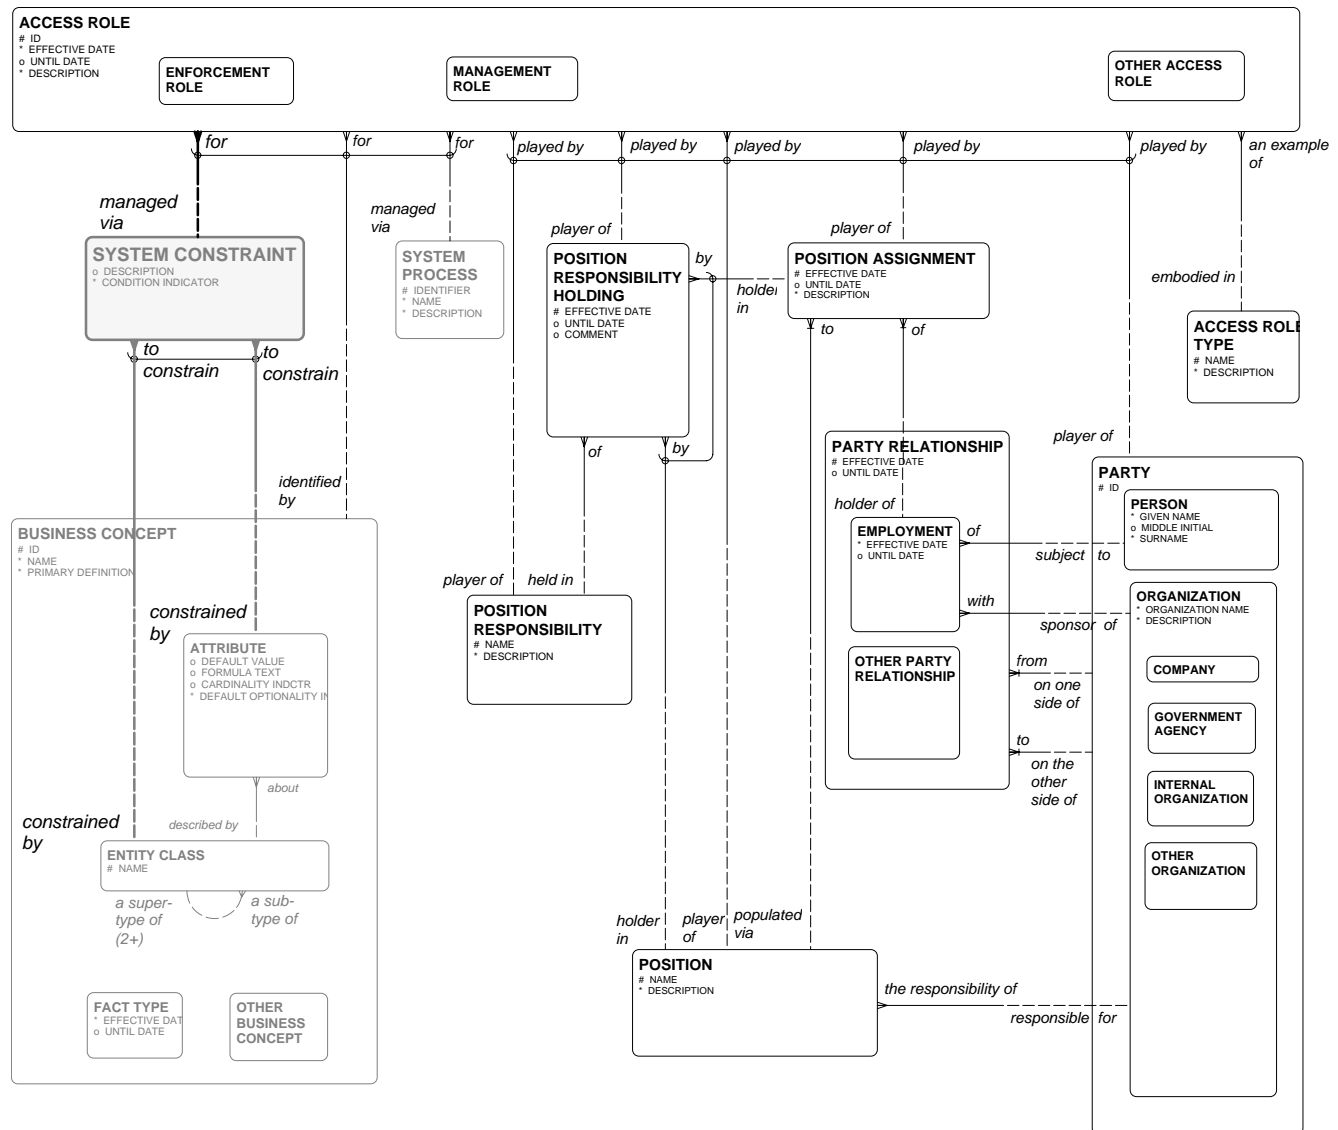 ACCESS ROLE
# ID
* EFFECTIVE DATE
o UNTIL DATE
* DESCRIPTION
ENFORCEMENT
ROLE
MANAGEMENT
ROLE
OTHER ACCESS
ROLE
for
for
for
played by
played by
played by
played by
played by
an example
of
managed
via
managed
via
player of
player of
by
holder
in
embodied in
SYSTEM CONSTRAINT
o DESCRIPTION
* CONDITION INDICATOR
SYSTEM
PROCESS
# IDENTIFIER
* NAME
* DESCRIPTION
POSITION
RESPONSIBILITY
HOLDING
# EFFECTIVE DATE
o UNTIL DATE
o COMMENT
POSITION ASSIGNMENT
# EFFECTIVE DATE
o UNTIL DATE
* DESCRIPTION
ACCESS ROLE
TYPE
# NAME
* DESCRIPTION
to
constrain
to
constrain
to
of
of
by
player of
identified
by
PARTY RELATIONSHIP
# EFFECTIVE DATE
o UNTIL DATE
holder of
EMPLOYMENT
* EFFECTIVE DATE
o UNTIL DATE
of
subject to
with
sponsor of
OTHER PARTY
RELATIONSHIP
from
on one
side of
to
on the
other
side of
PARTY
# ID
PERSON
* GIVEN NAME
o MIDDLE INITIAL
* SURNAME
ORGANIZATION
* ORGANIZATION NAME
* DESCRIPTION
COMPANY
GOVERNMENT
AGENCY
INTERNAL
ORGANIZATION
OTHER
ORGANIZATION
BUSINESS CONCEPT
# ID
* NAME
* PRIMARY DEFINITION
constrained
by
ATTRIBUTE
o DEFAULT VALUE
o FORMULA TEXT
o CARDINALITY INDCTR
* DEFAULT OPTIONALITY IN
about
described by
constrained
by
ENTITY CLASS
# NAME
a super-
type of
(2+)
a sub-
type of
FACT TYPE
* EFFECTIVE DAT
o UNTIL DATE
OTHER
BUSINESS
CONCEPT
player of
held in
POSITION
RESPONSIBILITY
# NAME
* DESCRIPTION
holder
in
player
of
populated
via
POSITION
# NAME
* DESCRIPTION
the responsibility of
responsible for